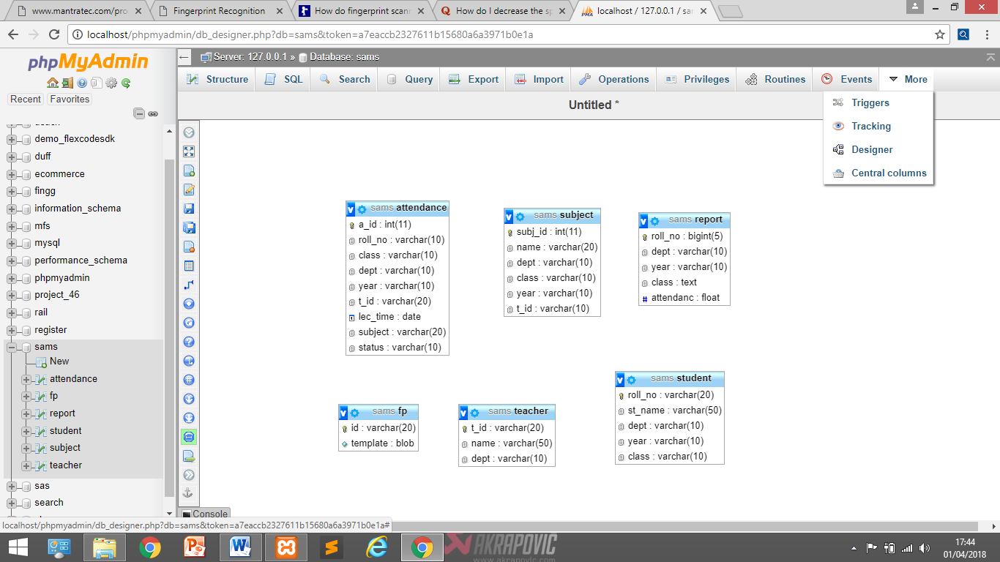 www.mantratec.com/pro
Fingerprint Recognition
How do fingerprint scann
How do I decrease the sp
localhost / 127.0.0.1 / sar
localhost/phpmyadmin/db_designer.php?db=sams&token=a7eaccb2327611b15680a6a3971b0e1a
phpMyAdmin
Recent
Favorites
demo_flexcodesdk
duff
ecommerce
fingg
information_schema
mfs
mysql
performance_schema
phpmyadmin
project_46
rail
register
sams
New
attendance
fp
report
student
subject
teacher
sas
search
Server: 127.0.0.1 » Database: sams
Structure
SQL
Search
Query
Export
Import
Operations
Privileges
Routines
Events
More
Triggers
Tracking
Designer
Central columns
Untitled *
sams attendance
a_id : int(11)
roll_no : varchar(10)
class : varchar(10)
dept : varchar(10)
year : varchar(10)
t_id : varchar(20)
lec_time : date
subject : varchar(20)
status : varchar(10)
sams subject
subj_id : int(11)
name : varchar(20)
dept : varchar(10)
class : varchar(10)
year : varchar(10)
t_id : varchar(10)
sams report
roll_no : bigint(5)
dept : varchar(10)
year : varchar(10)
class : text
attendanc : float
sams fp
id : varchar(20)
template : blob
sams teacher
t_id : varchar(20)
name : varchar(50)
dept : varchar(10)
sams student
roll_no : varchar(20)
st_name : varchar(50)
dept : varchar(10)
year : varchar(10)
class : varchar(10)
Console
localhost/phpmyadmin/db_designer.php?db=sams&token=a7eaccb2327611b15680a6a3971b0e1a#
AKRAPOVIC
www.akrapovic.com
17:44
01/04/2018